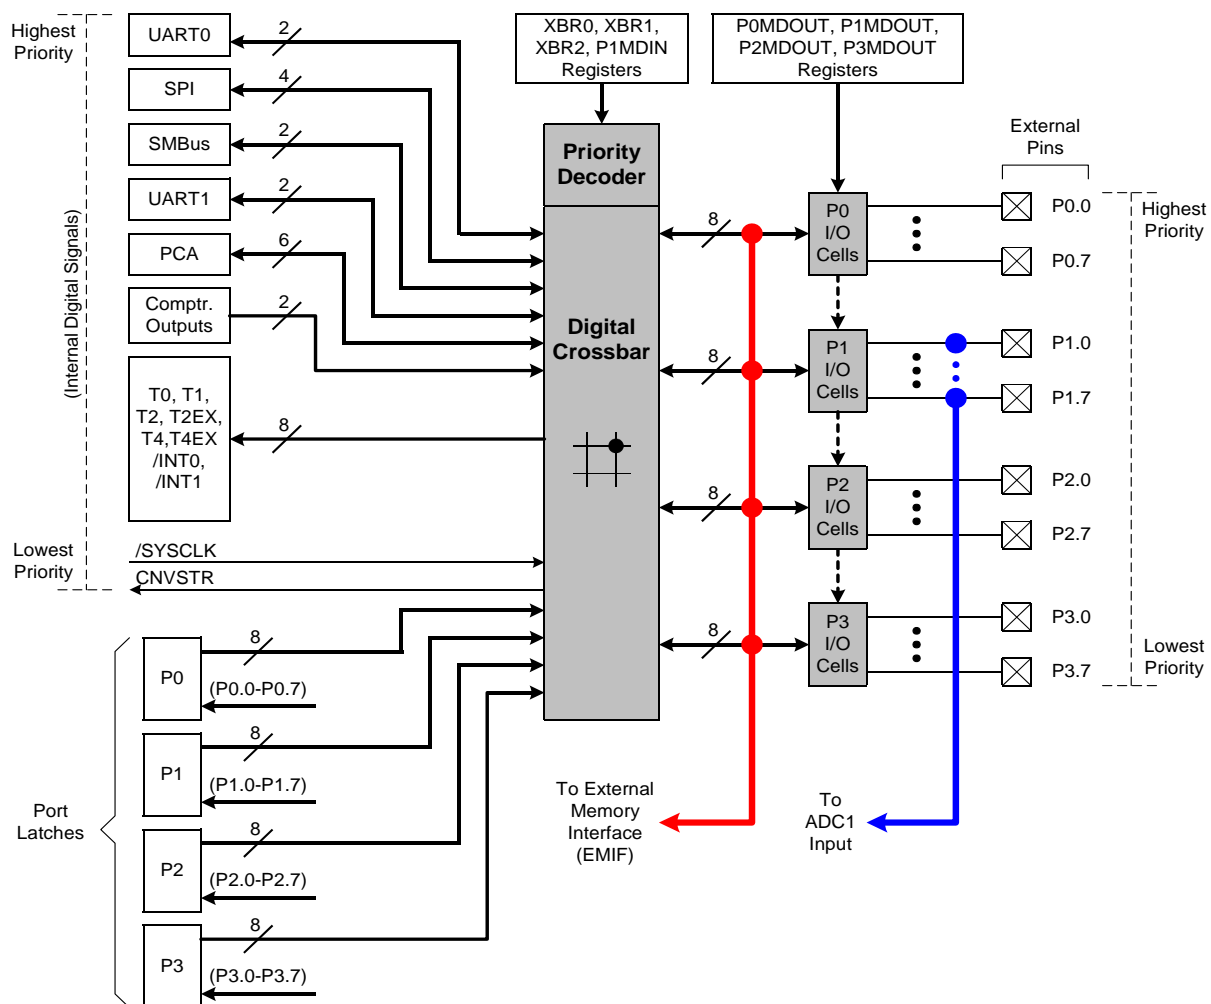 Highest
Priority
UART0
2
SPI
4
SMBus
2
UART1
2
PCA
6
Comptr.
Outputs
2
T0, T1,
T2, T2EX,
T4,T4EX
/INT0,
/INT1
8
(Internal Digital Signals)
Lowest
Priority
/SYSCLK
CNVSTR
XBR0, XBR1,
XBR2, P1MDIN
Registers
P0MDOUT, P1MDOUT,
P2MDOUT, P3MDOUT
Registers
Priority
Decoder
Digital
Crossbar
8
8
8
8
P0
I/O
Cells
P1
I/O
Cells
P2
I/O
Cells
P3
I/O
Cells
External
Pins
P0.0
P0.7
P1.0
P1.7
P2.0
P2.7
P3.0
P3.7
Highest
Priority
Lowest
Priority
Port
Latches
P0
8
(P0.0-P0.7)
P1
8
(P1.0-P1.7)
P2
8
(P2.0-P2.7)
P3
8
(P3.0-P3.7)
To External
Memory
Interface
(EMIF)
To
ADC1
Input